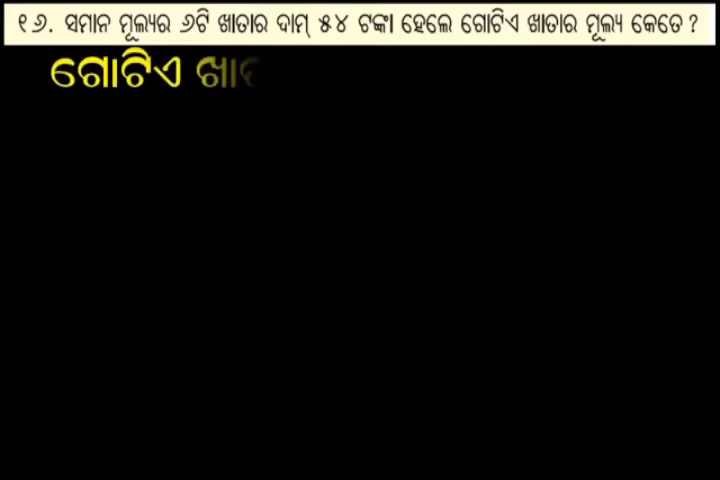 ୧୬. ସମାନ ମୂଲ୍ୟର ୬ଟି ଖାତାର ଦାମ୍ ୫୪ ଟଙ୍କା ହେଲେ ଗୋଟିଏ ଖାତାର ମୂଲ୍ୟ କେତେ ?
ଗୋଟିଏ